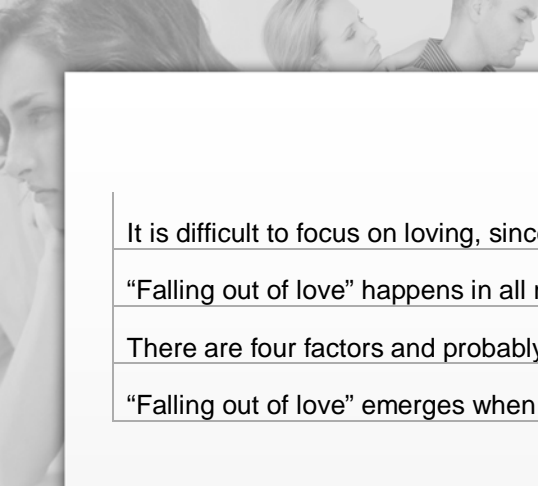 It is difficult to focus on loving, since
“Falling out of love” happens in all
There are four factors and probably
“Falling out of love” emerges when